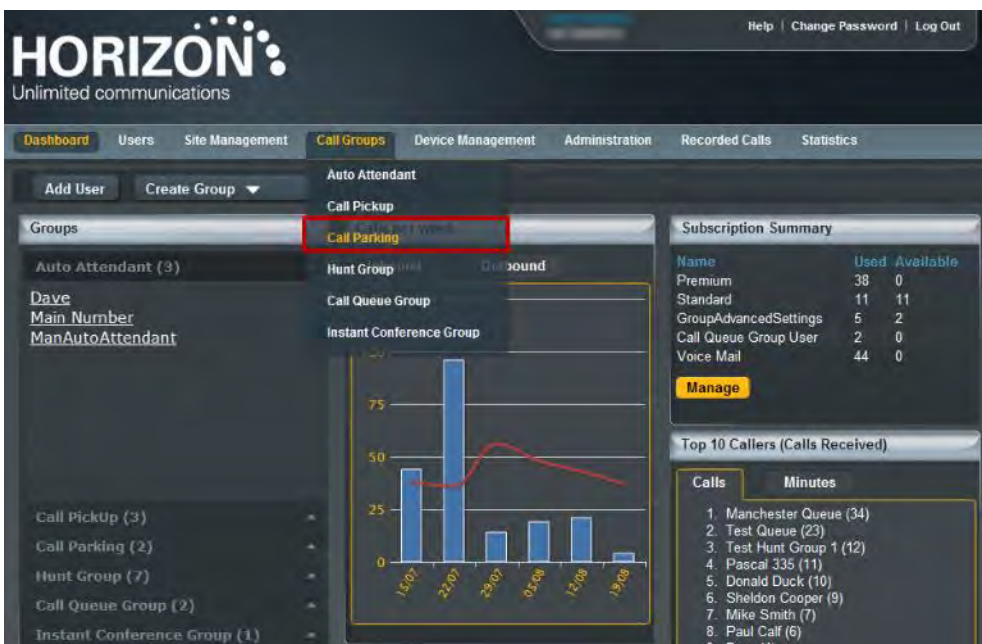 Help | Change Password | Log Out
HORIZON
Unlimited communications
Dashboard Users Site Management Call Groups Device Management Administration Recorded Calls Statistics
Add User Create Group
Auto Attendant
Call Pickup
Call Parking
Hunt Group
Call Queue Group
Instant Conference Group
Groups
Auto Attendant (3)
Dave
Main Number
ManAutoAttendant
Call PickUp (3)
Call Parking (2)
Hunt Group (7)
Call Queue Group (2)
Instant Conference Group (1)
75
50
25
0
15/07 22/07 29/07 05/08 12/08 19/08
Subscription Summary
Name Used Available
Premium 38 0
Standard 11 11
GroupAdvancedSettings 5 2
Call Queue Group User 2 0
Voice Mail 44 0
Manage
Top 10 Callers (Calls Received)
Calls Minutes
1. Manchester Queue (34)
2. Test Queue (23)
3. Test Hunt Group 1 (12)
4. Pascal 335 (11)
5. Donald Duck (10)
6. Sheldon Cooper (9)
7. Mike Smith (7)
8. Paul Calf (6)